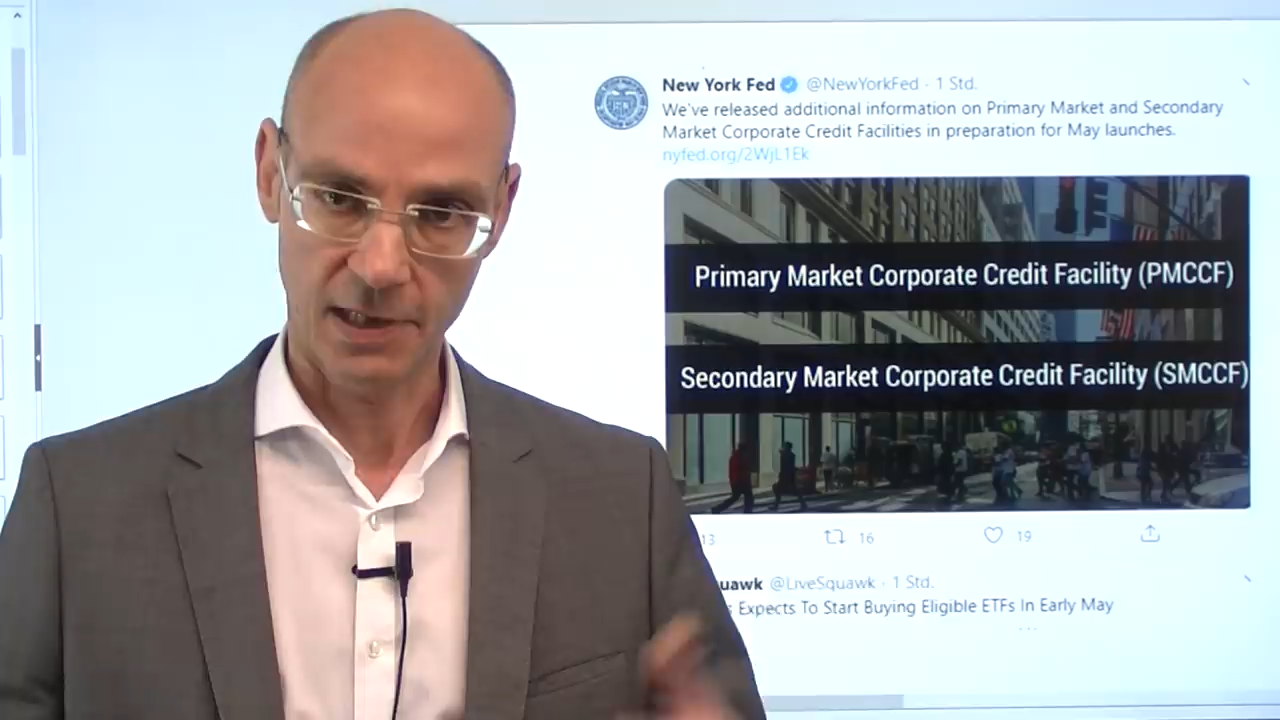 New York Fed @NewYorkFed · 1 Std.
We've released additional information on Primary Market and Secondary
Market Corporate Credit Facilities in preparation for May launches.
nyfed.org/2WjL1Ek
Primary Market Corporate Credit Facility (PMCCF)
Secondary Market Corporate Credit Facility (SMCCF)
13 16 19
@LiveSquawk · 1 Std.
Expects To Start Buying Eligible ETFs In Early May